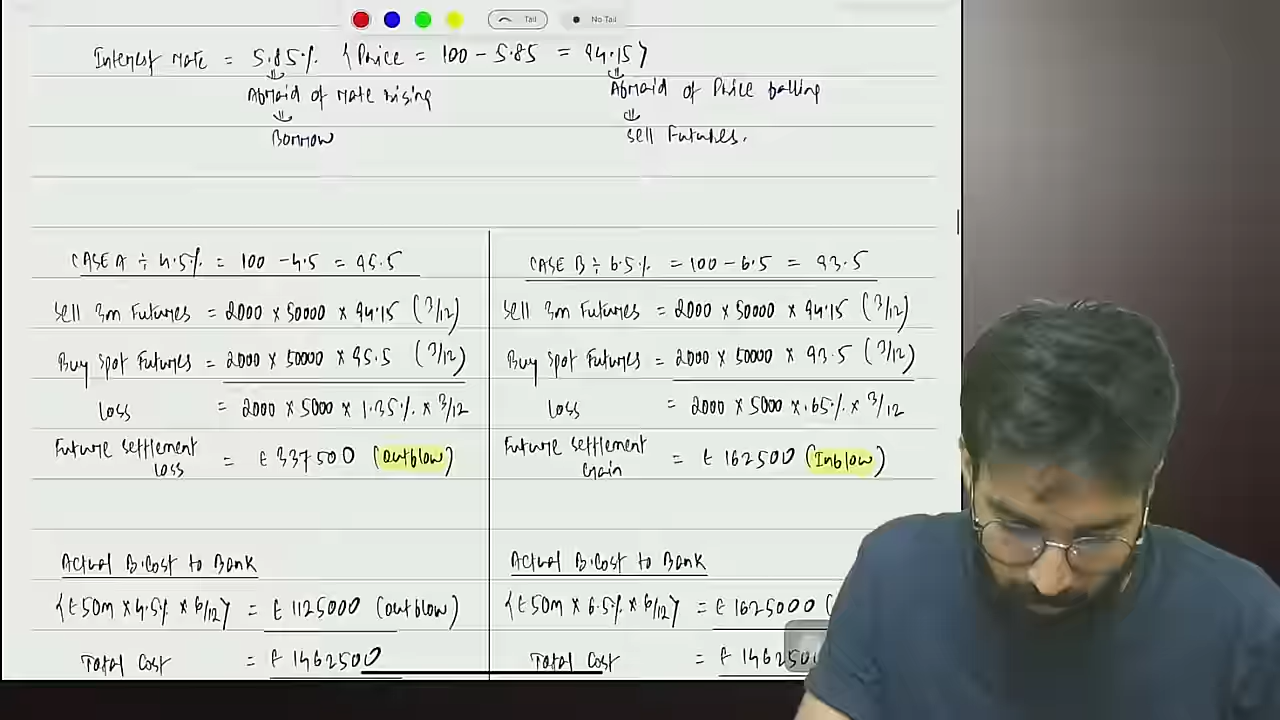 Tail No Tail
Interest Rate = 5.85% {Price = 100 - 5.85 = 94.15}
Afraid of Rate rising Afraid of Price falling
Borrow Sell Futures.
CASE A ÷ 4.5% = 100 - 4.5 = 95.5
Sell 3m Futures = 2000 x 50000 x 94.15 (3/12)
Buy Spot Futures = 2000 x 50000 x 95.5 (3/12)
Loss = 2000 x 5000 x 1.35% x 3/12
Future Settlement Loss = £ 337500 (Outflow)
Actual B.Cost to Bank
{£50m x 4.5% x 6/12} = £ 1125000 (Outflow)
Total Cost = £ 1462500
CASE B ÷ 6.5% = 100 - 6.5 = 93.5
Sell 3m Futures = 2000 x 50000 x 94.15 (3/12)
Buy Spot Futures = 2000 x 50000 x 93.5 (3/12)
Loss = 2000 x 5000 x .65% x 3/12
Future Settlement Gain = £ 162500 (Inflow)
Actual B.Cost to Bank
{£50m x 6.5% x 6/12} = £ 1625000 (
Total Cost = £ 146250